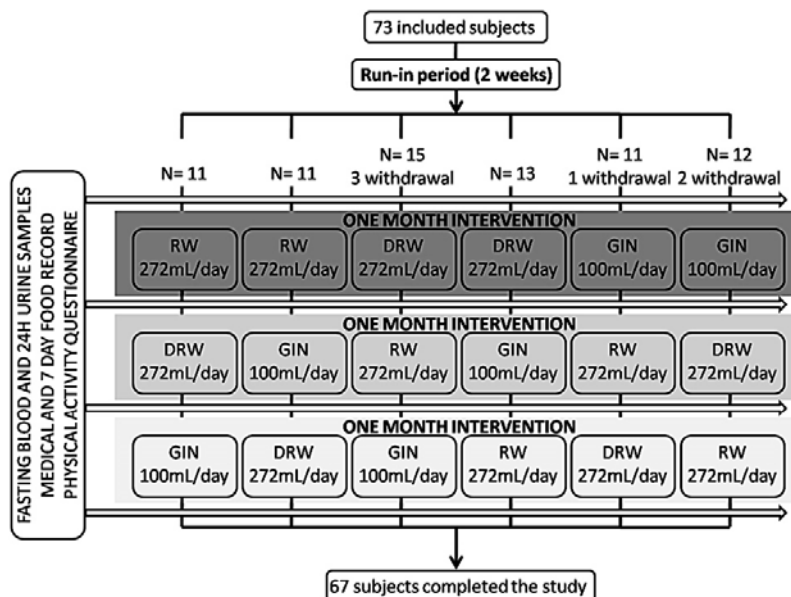 73 included subjects
Run-in period (2 weeks)
N= 11
N= 11
N= 15
3 withdrawal
N= 13
N= 11
1 withdrawal
N= 12
2 withdrawal
FASTING BLOOD AND 24H URINE SAMPLES
MEDICAL AND 7 DAY FOOD RECORD
PHYSICAL ACTIVITY QUESTIONNAIRE
ONE MONTH INTERVENTION
RW
272mL/day
RW
272mL/day
DRW
272mL/day
DRW
272mL/day
GIN
100mL/day
GIN
100mL/day
ONE MONTH INTERVENTION
DRW
272mL/day
GIN
100mL/day
RW
272mL/day
GIN
100mL/day
RW
272mL/day
DRW
272mL/day
ONE MONTH INTERVENTION
GIN
100mL/day
DRW
272mL/day
GIN
100mL/day
RW
272mL/day
DRW
272mL/day
RW
272mL/day
67 subjects completed the study